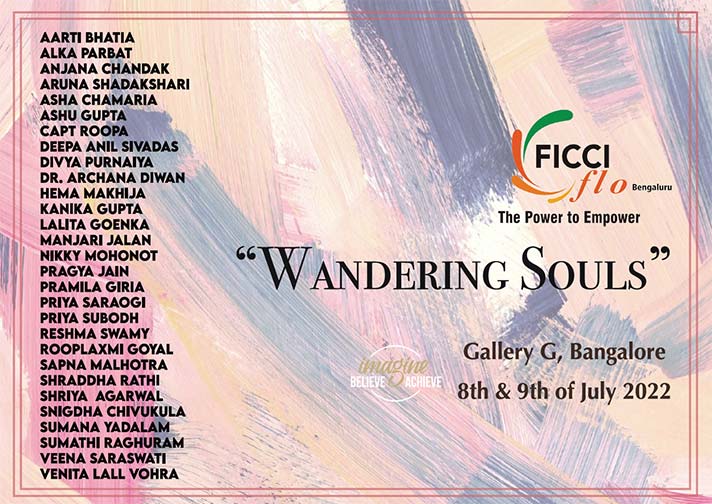 AARTI BHATIA
ALKA PARBAT
ANJANA CHANDAK
ARUNA SHADAKSHARI
ASHA CHAMARIA
ASHU GUPTA
CAPT ROOPA
DEEPA ANIL SIVADAS
DIVYA PURNAIYA
DR. ARCHANA DIWAN
HEMA MAKHIJA
KANIKA GUPTA
LALITA GOENKA
MANJARI JALAN
NIKKY MOHONOT
PRAGYA JAIN
PRAMILA GIRIA
PRIYA SARAOGI
PRIYA SUBODH
RESHMA SWAMY
ROOPLAXMI GOYAL
SAPNA MALHOTRA
SHRADDHA RATHI
SHRIYA AGARWAL
SNIGDHA CHIVUKULA
SUMANA YADALAM
SUMATHI RAGHURAM
VEENA SARASWATI
VENITA LALL VOHRA
FICCI
flo Bengaluru
The Power to Empower
“WANDERING SOULS”
imagine
BELIEVE & ACHIEVE
Gallery G, Bangalore
8th & 9th of July 2022